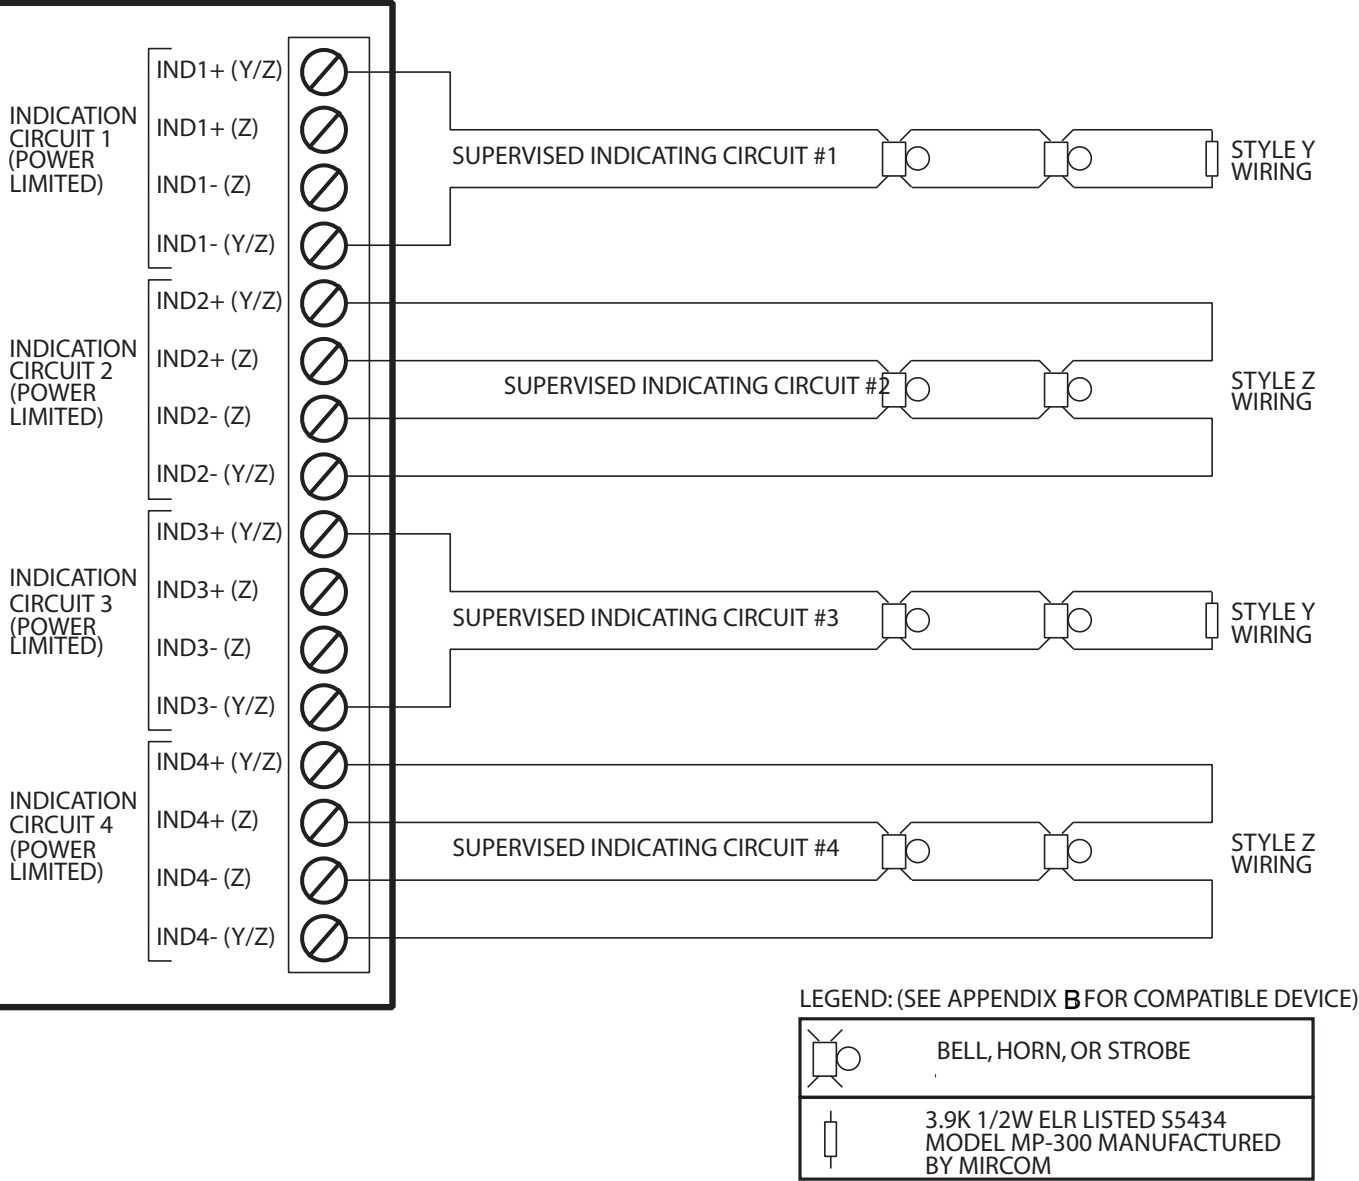 INDICATION
CIRCUIT 1
(POWER
LIMITED)
IND1+ (Y/Z)
IND1+ (Z)
IND1- (Z)
IND1- (Y/Z)
SUPERVISED INDICATING CIRCUIT #1
STYLE Y
WIRING
INDICATION
CIRCUIT 2
(POWER
LIMITED)
IND2+ (Y/Z)
IND2+ (Z)
IND2- (Z)
IND2- (Y/Z)
SUPERVISED INDICATING CIRCUIT #2
STYLE Z
WIRING
INDICATION
CIRCUIT 3
(POWER
LIMITED)
IND3+ (Y/Z)
IND3+ (Z)
IND3- (Z)
IND3- (Y/Z)
SUPERVISED INDICATING CIRCUIT #3
STYLE Y
WIRING
INDICATION
CIRCUIT 4
(POWER
LIMITED)
IND4+ (Y/Z)
IND4+ (Z)
IND4- (Z)
IND4- (Y/Z)
SUPERVISED INDICATING CIRCUIT #4
STYLE Z
WIRING
LEGEND: (SEE APPENDIX B FOR COMPATIBLE DEVICE)
BELL, HORN, OR STROBE
3.9K 1/2W ELR LISTED S5434
MODEL MP-300 MANUFACTURED
BY MIRCOM